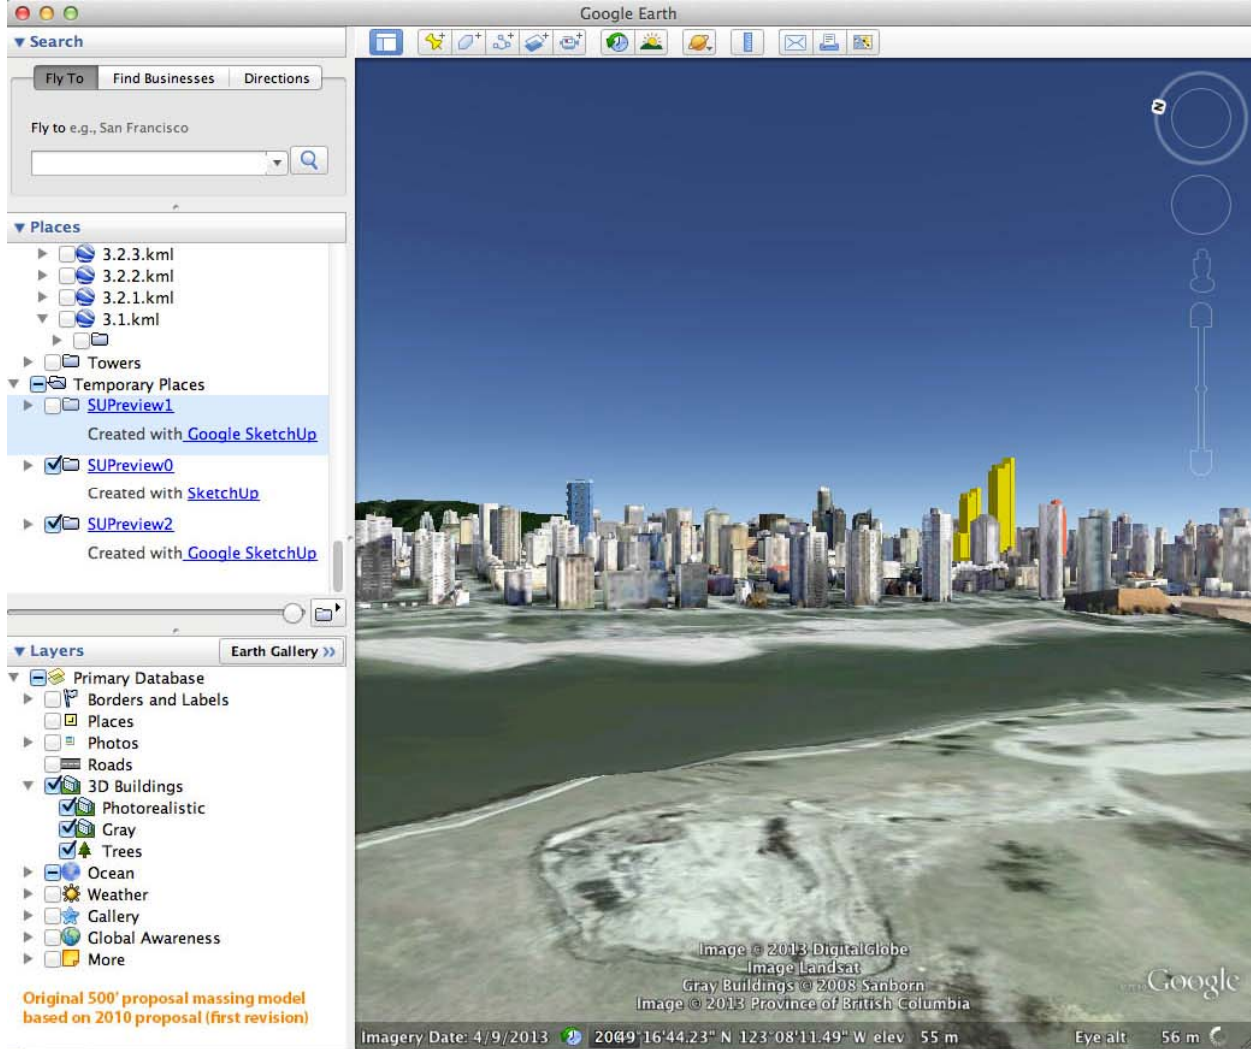 Google Earth
Search
Fly To Find Businesses Directions
Fly to e.g., San Francisco
Places
3.2.3.kml
3.2.2.kml
3.2.1.kml
3.1.kml
Towers
Temporary Places
SUPreview1
Created with Google SketchUp
SUPreview0
Created with SketchUp
SUPreview2
Created with Google SketchUp
Layers Earth Gallery »
Primary Database
Borders and Labels
Places
Photos
Roads
3D Buildings
Photorealistic
Gray
Trees
Ocean
Weather
Gallery
Global Awareness
More
Original 500' proposal massing model
based on 2010 proposal (first revision)
N
Image © 2013 DigitalGlobe
Image Landsat
Gray Buildings © 2008 Sanborn
Image © 2013 Province of British Columbia
Google
Imagery Date: 4/9/2013 49°16'44.23" N 123°08'11.49" W elev 55 m Eye alt 56 m